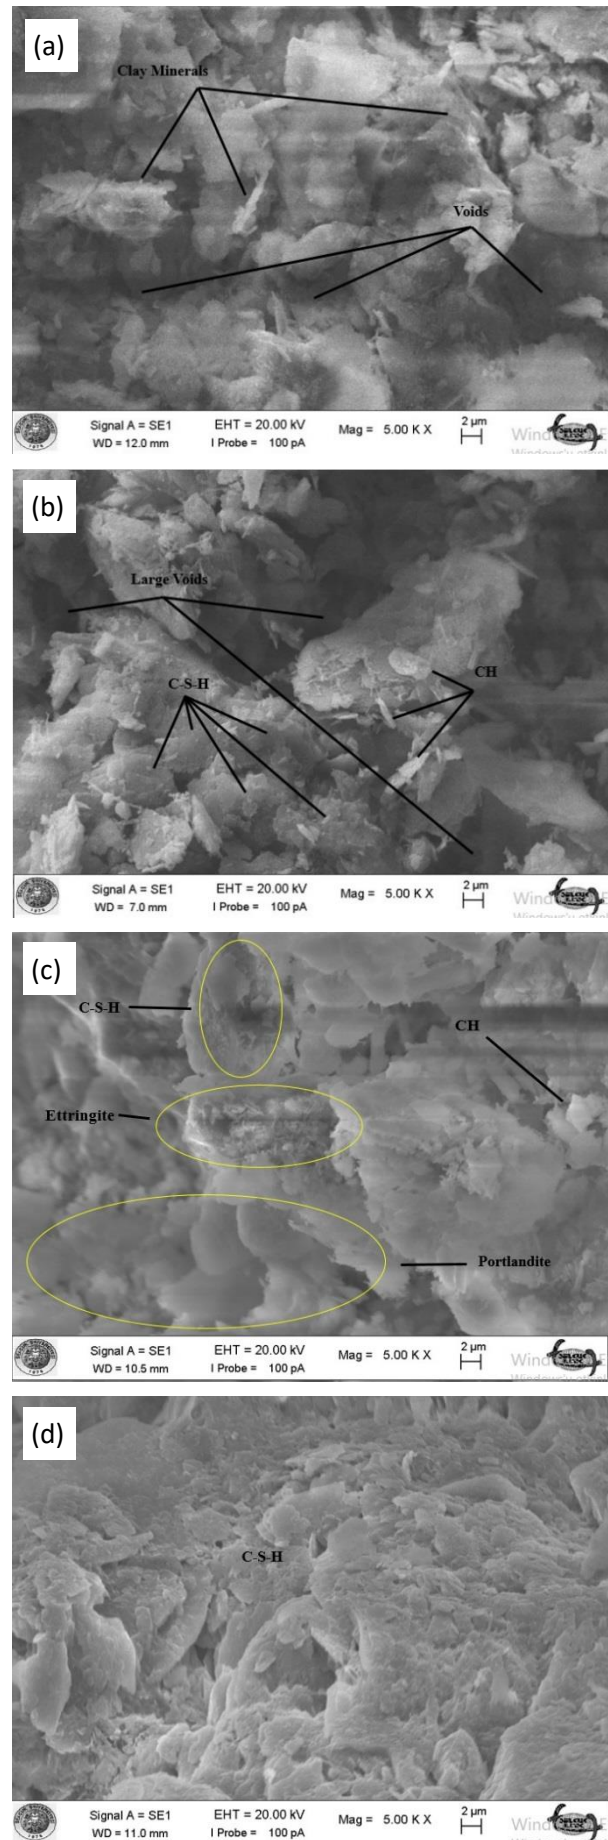 (a)
Clay Minerals
Voids
Signal A = SE1 EHT = 20.00 kV Mag = 5.00 K X 2 µm
WD = 12.0 mm I Probe = 100 pA
(b)
Large Voids
C-S-H
CH
Signal A = SE1 EHT = 20.00 kV Mag = 5.00 K X 2 µm
WD = 7.0 mm I Probe = 100 pA
(c)
C-S-H
CH
Ettringite
Portlandite
Signal A = SE1 EHT = 20.00 kV Mag = 5.00 K X 2 µm
WD = 10.5 mm I Probe = 100 pA
(d)
C-S-H
Signal A = SE1 EHT = 20.00 kV Mag = 5.00 K X 2 µm
WD = 11.0 mm I Probe = 100 pA